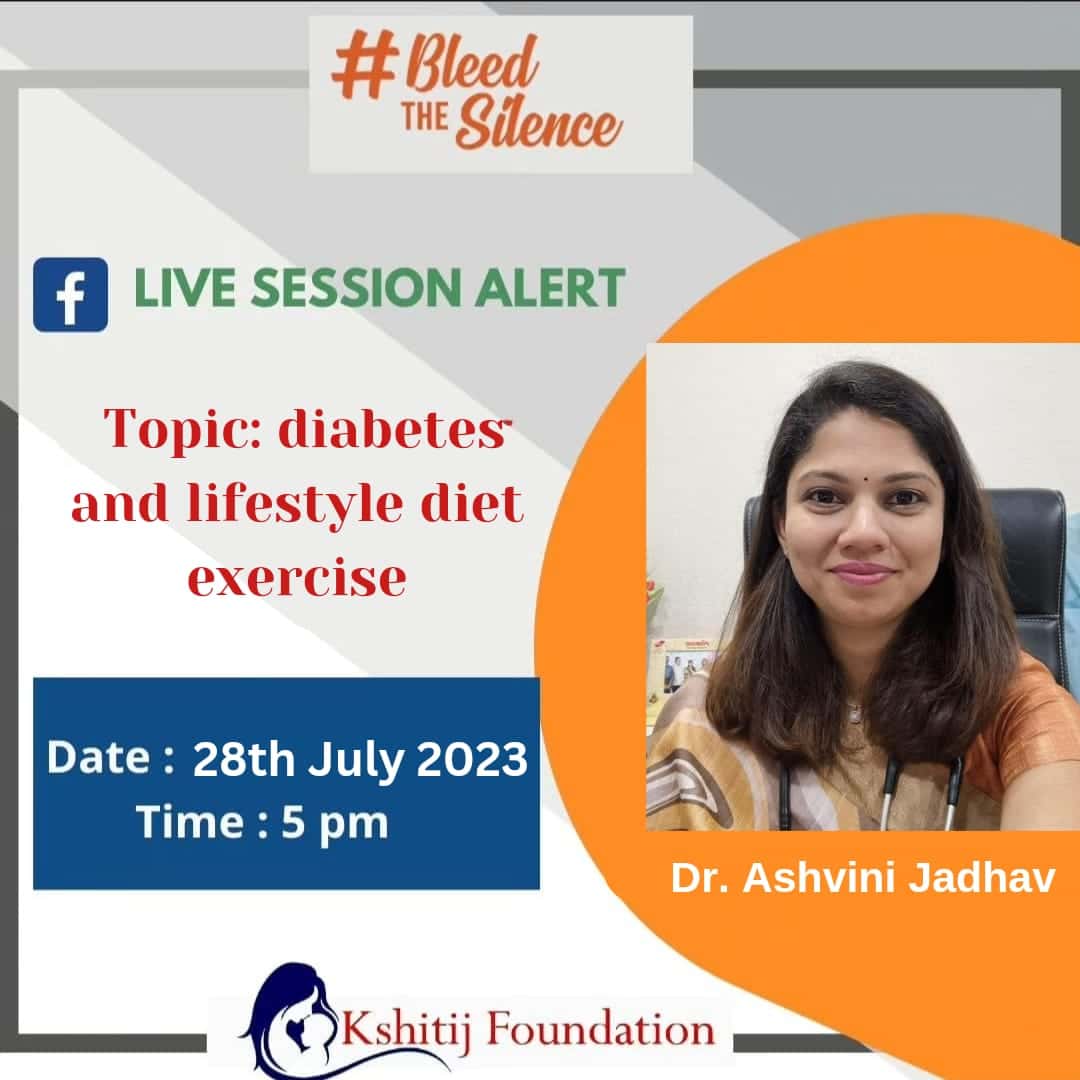 #Bleed
THE Silence
f LIVE SESSION ALERT
Topic: diabetes
and lifestyle diet
exercise
Date : 28th July 2023
Time : 5 pm
Dr. Ashvini Jadhav
Kshitij Foundation